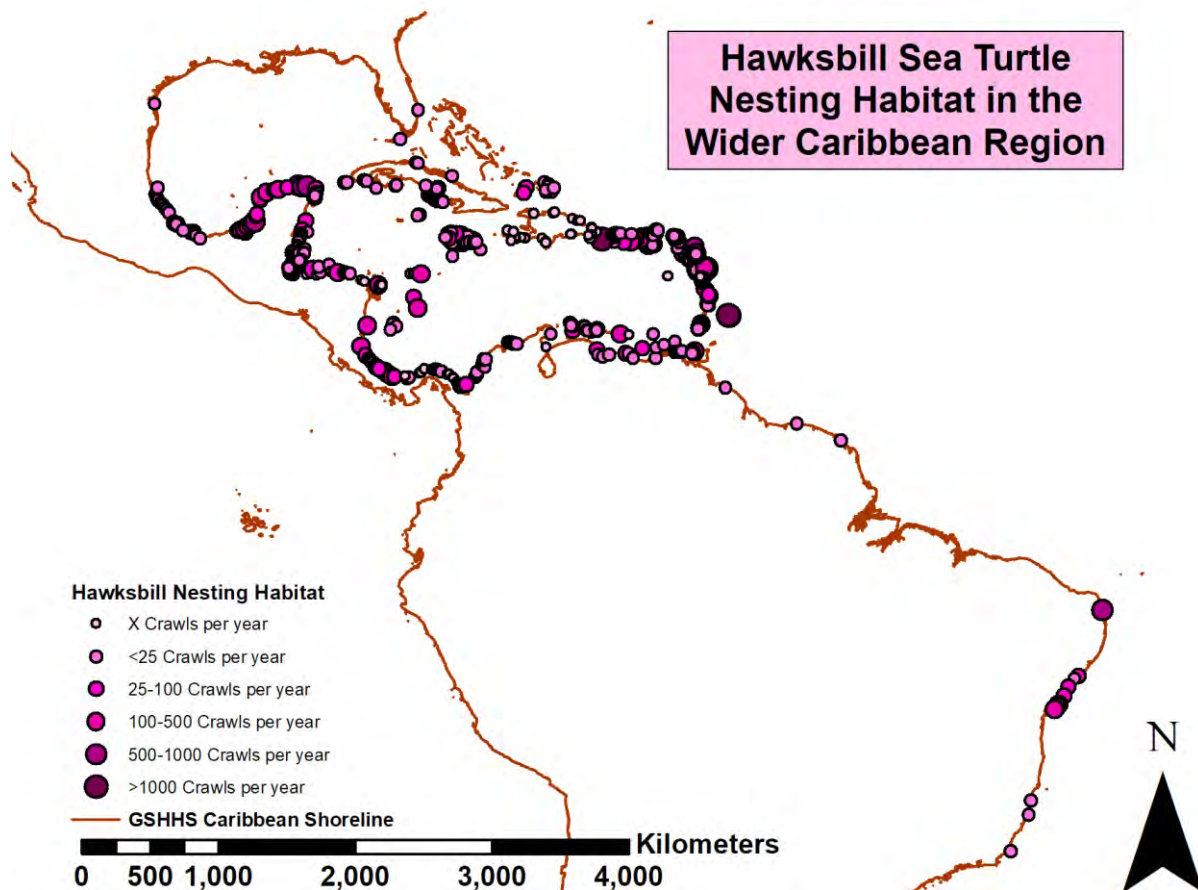 Hawksbill Sea Turtle
Nesting Habitat in the
Wider Caribbean Region
Hawksbill Nesting Habitat
X Crawls per year
<25 Crawls per year
25-100 Crawls per year
100-500 Crawls per year
500-1000 Crawls per year
>1000 Crawls per year
GSHHS Caribbean Shoreline
Kilometers
0 500 1,000 2,000 3,000 4,000
N